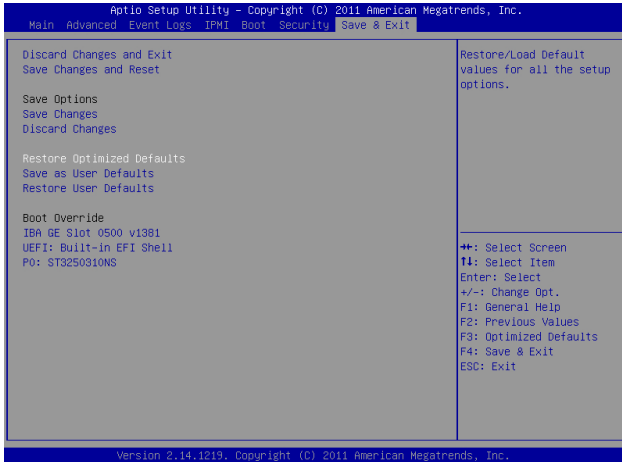 Aptio Setup Utility – Copyright (C) 2011 American Megatrends, Inc.
Main Advanced Event Logs IPMI Boot Security Save & Exit
Discard Changes and Exit
Save Changes and Reset
Save Options
Save Changes
Discard Changes
Restore Optimized Defaults
Save as User Defaults
Restore User Defaults
Boot Override
IBA GE Slot 0500 v1381
UEFI: Built-in EFI Shell
P0: ST3250310NS
Restore/Load Default
values for all the setup
options.
→←: Select Screen
↑↓: Select Item
Enter: Select
+/-: Change Opt.
F1: General Help
F2: Previous Values
F3: Optimized Defaults
F4: Save & Exit
ESC: Exit
Version 2.14.1219. Copyright (C) 2011 American Megatrends, Inc.